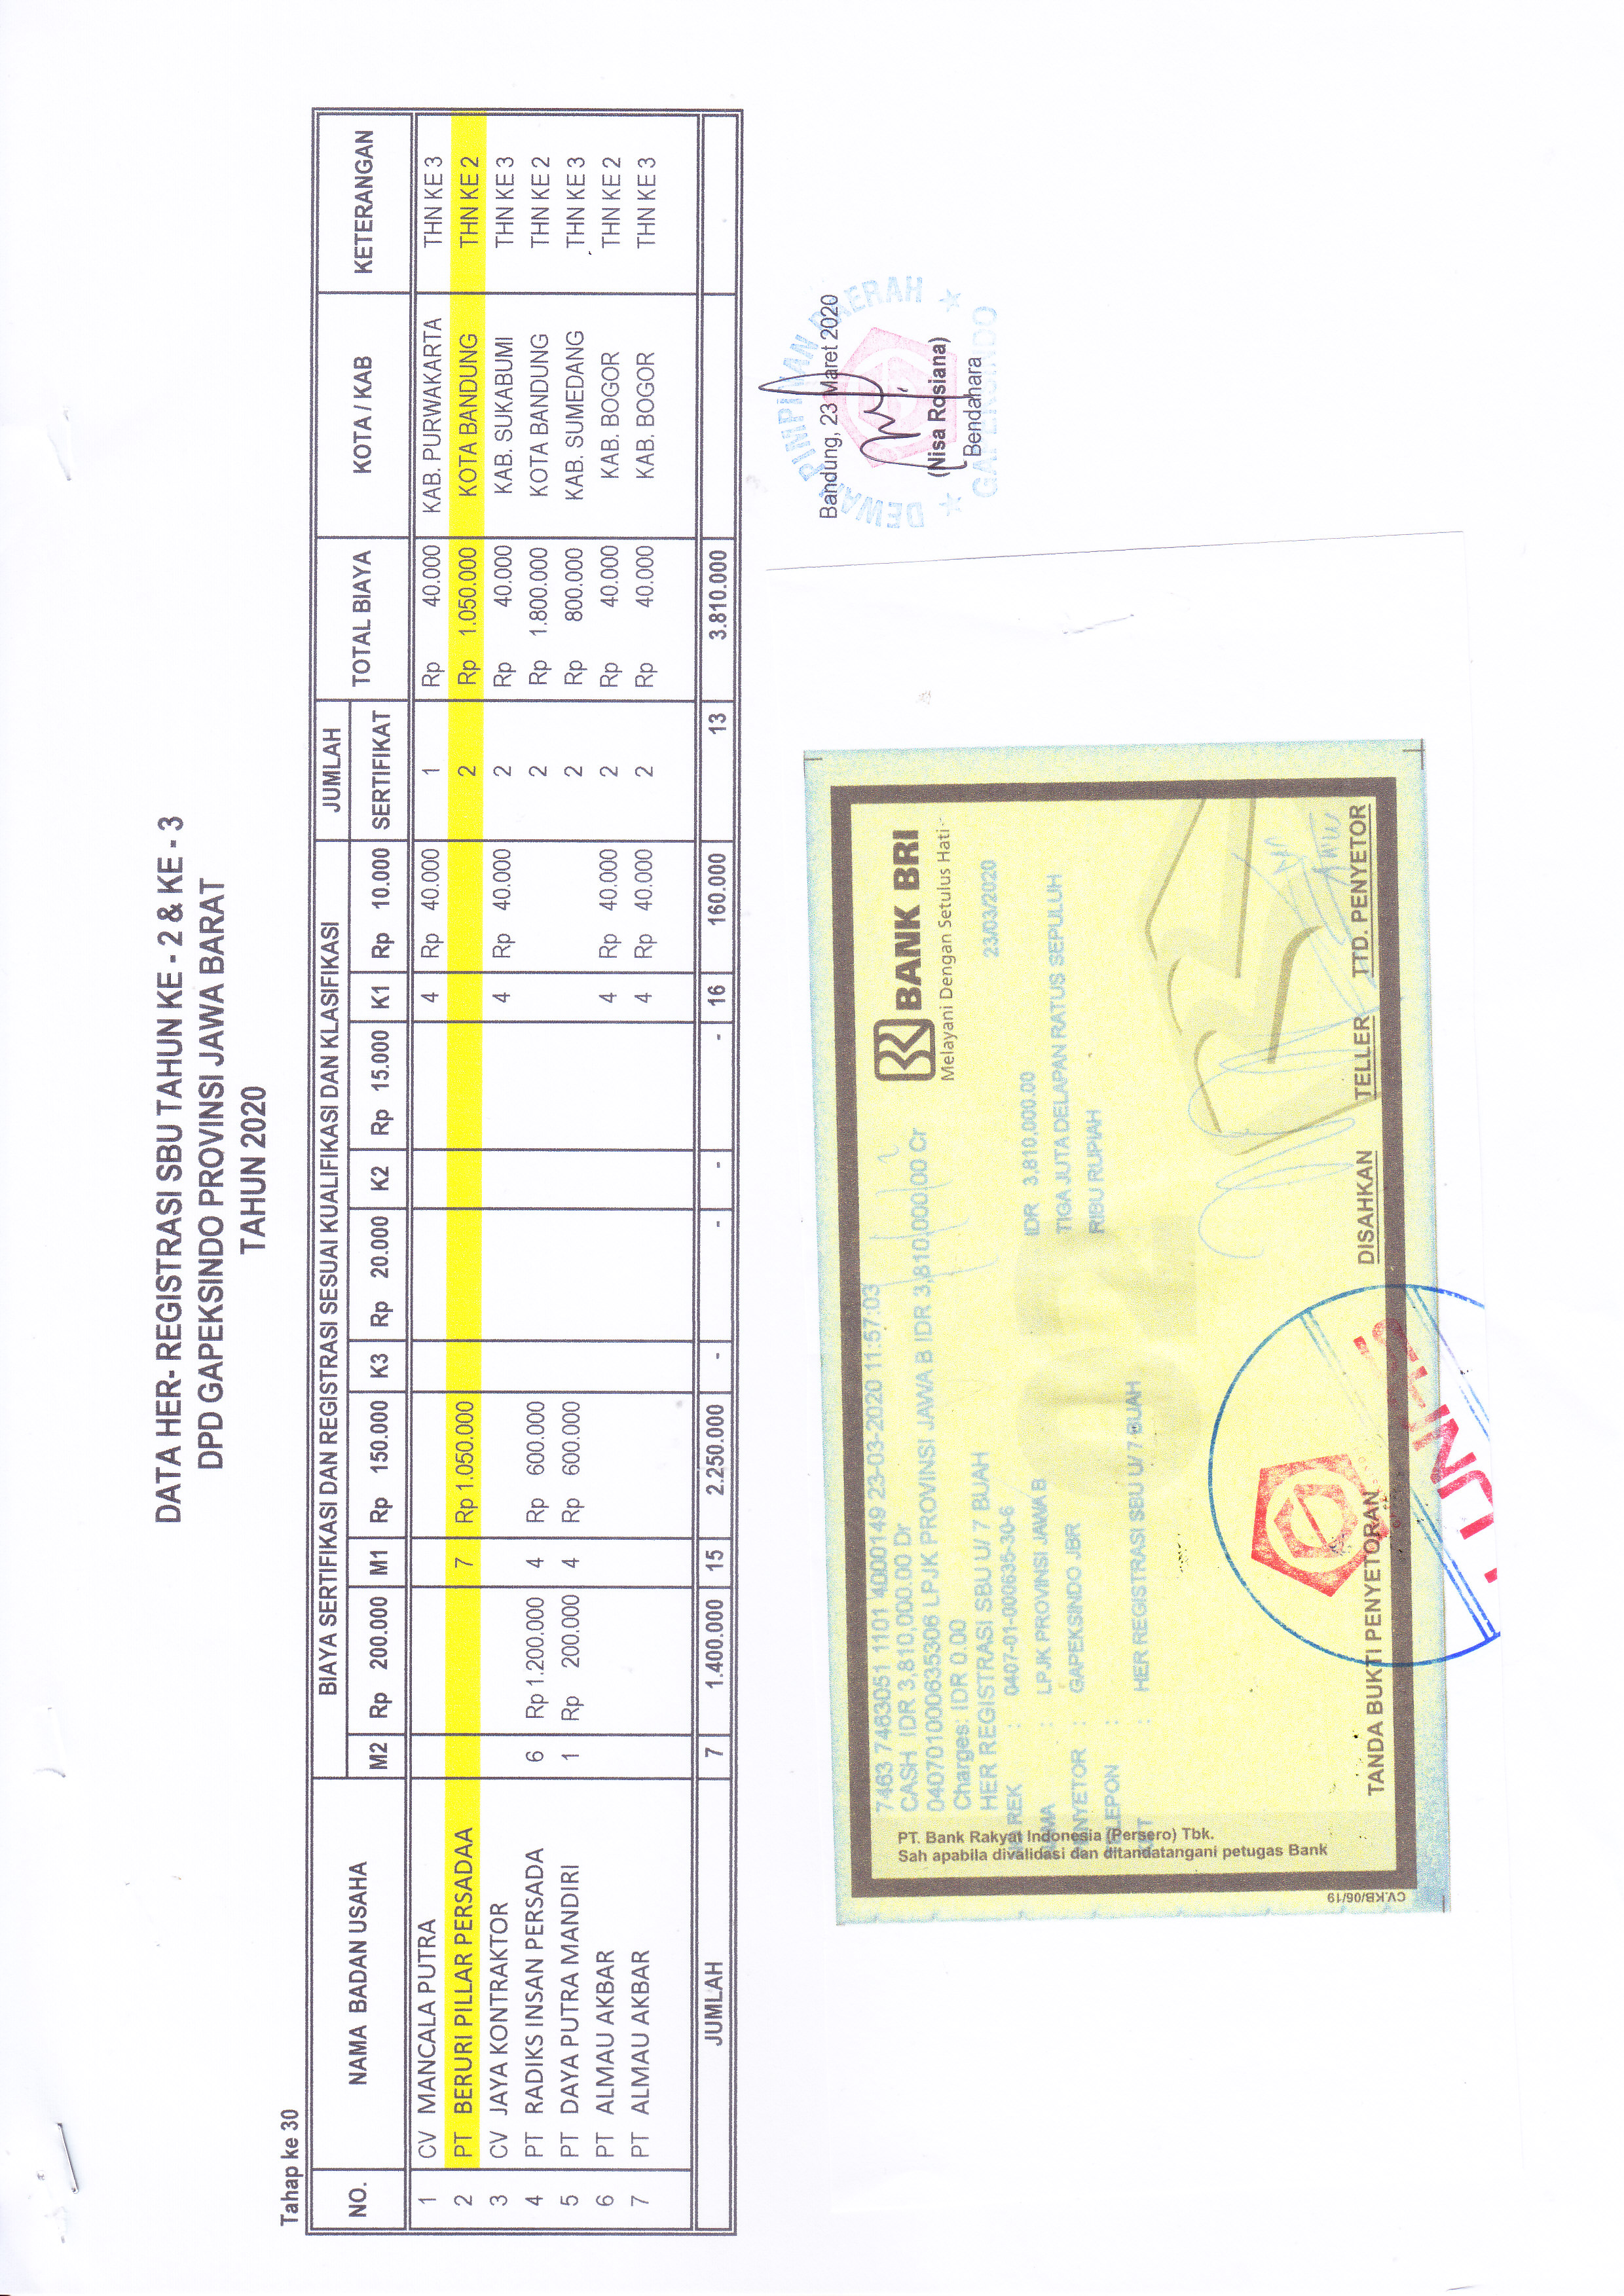 DATA HER- REGISTRASI SBU TAHUN KE - 2 & KE - 3
DPD GAPEKSINDO PROVINSI JAWA BARAT
TAHUN 2020
Tahap ke 30
NO. NAMA BADAN USAHA BIAYA SERTIFIKASI DAN REGISTRASI SESUAI KUALIFIKASI DAN KLASIFIKASI JUMLAH TOTAL BIAYA KOTA / KAB KETERANGAN
M2 Rp 200.000 M1 Rp 150.000 K3 Rp 20.000 K2 Rp 15.000 K1 Rp 10.000 SERTIFIKAT
1 CV MANCALA PUTRA 4 Rp 40.000 1 Rp 40.000 KAB. PURWAKARTA THN KE 3
2 PT BERURI PILLAR PERSADAA 7 Rp 1.050.000 2 Rp 1.050.000 KOTA BANDUNG THN KE 2
3 CV JAYA KONTRAKTOR 4 Rp 40.000 2 Rp 40.000 KAB. SUKABUMI THN KE 3
4 PT RADIKS INSAN PERSADA 6 Rp 1.200.000 4 Rp 600.000 2 Rp 1.800.000 KOTA BANDUNG THN KE 2
5 PT DAYA PUTRA MANDIRI 1 Rp 200.000 4 Rp 600.000 2 Rp 800.000 KAB. SUMEDANG THN KE 3
6 PT ALMAU AKBAR 4 Rp 40.000 2 Rp 40.000 KAB. BOGOR THN KE 2
7 PT ALMAU AKBAR 4 Rp 40.000 2 Rp 40.000 KAB. BOGOR THN KE 3
JUMLAH 7 1.400.000 15 2.250.000 - - - - 16 160.000 13 3.810.000
Bandung, 23 Maret 2020
DEWAN PIMPINAN DAERAH
(Nisa Rosiana)
Bendahara
GAPEKSINDO
BANK BRI
Melayani Dengan Setulus Hati
7463 7463051 1101 4000149 23-03-2020 11:57:03
CASH IDR 3,810,000.00 Dr
040701000635306 LPJK PROVINSI JAWA B IDR 3,810,000.00 Cr
Charges: IDR 0.00
HER REGISTRASI SBU U/ 7 BUAH
23/03/2020
REK : 0407-01-000635-30-6 IDR 3,810,000.00
: LPJK PROVINSI JAWA B TIGA JUTA DELAPAN RATUS SEPULUH
: GAPEKSINDO JBR RIBU RUPIAH
:
: HER REGISTRASI SBU U/ 7 BUAH
PT. Bank Rakyat Indonesia (Persero) Tbk.
Sah apabila divalidasi dan ditandatangani petugas Bank
TANDA BUKTI PENYETORAN DISAHKAN TELLER TTD. PENYETOR
CV.KB/06/19